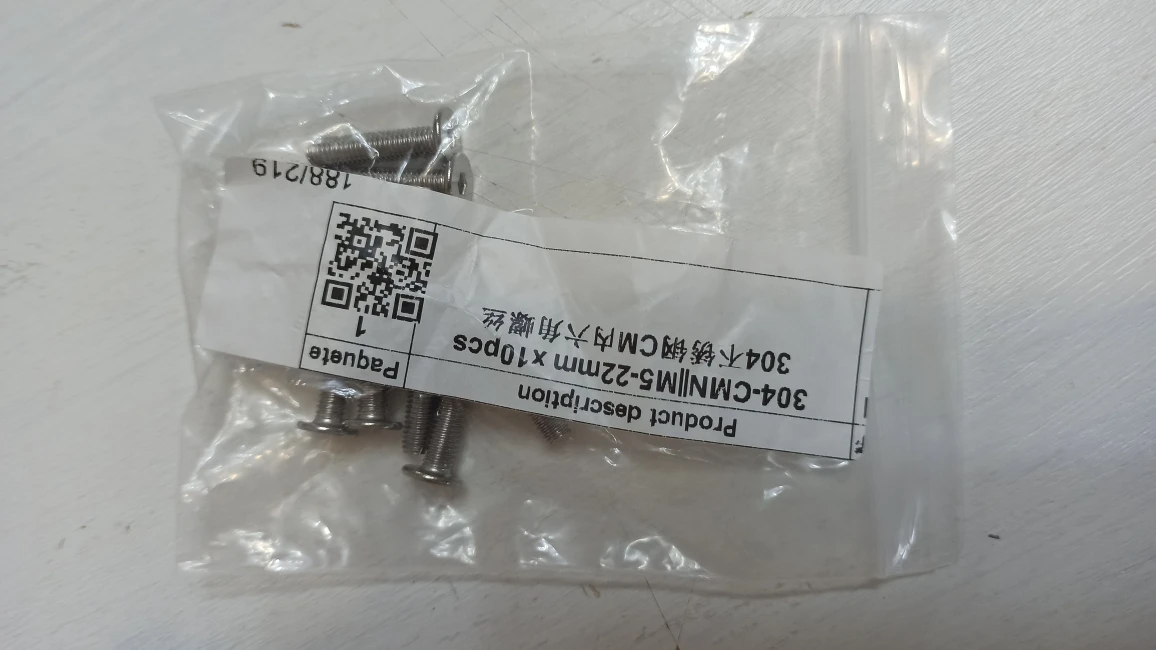 Product description
Paquete
304-CMN||M5-22mm x10pcs
304不锈钢CM内六角螺丝
1
188/219